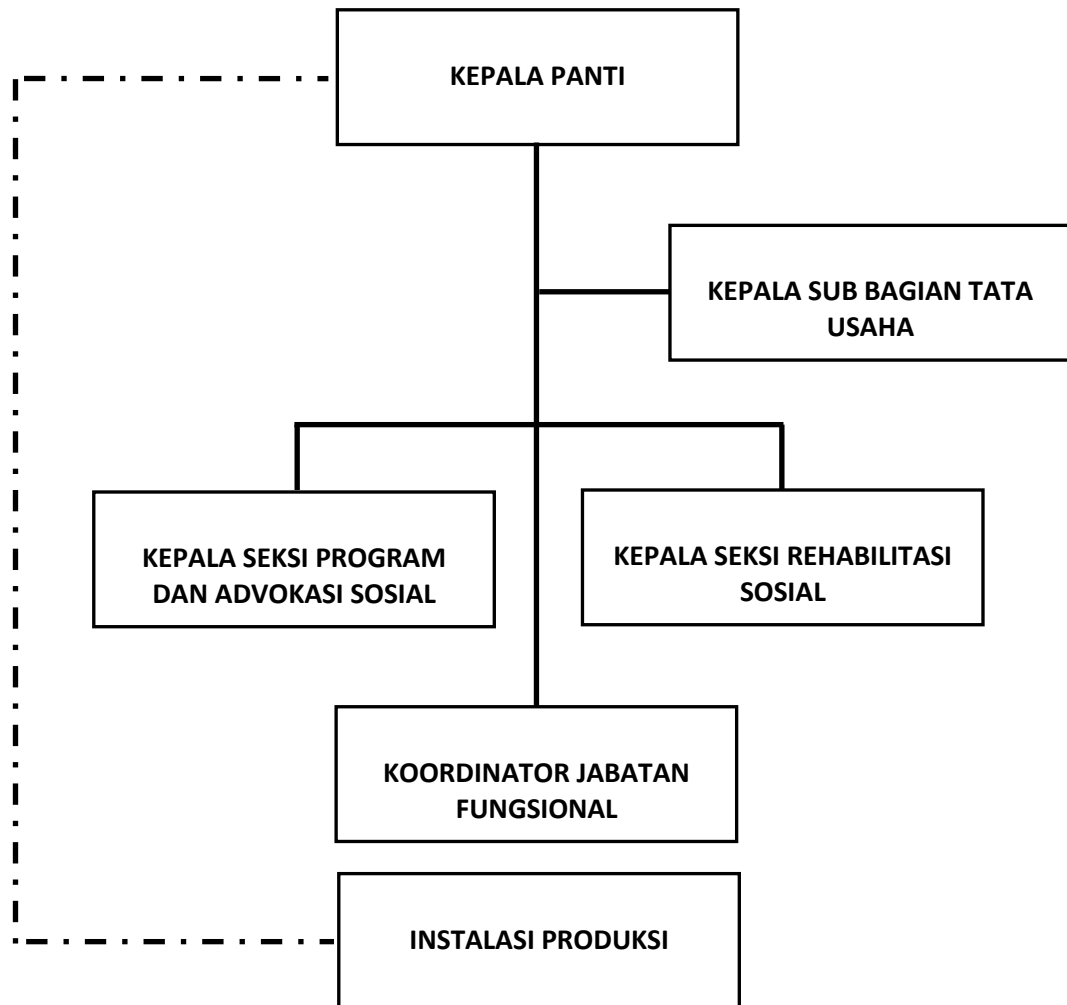 KEPALA PANTI
KEPALA SUB BAGIAN TATA
USAHA
KEPALA SEKSI PROGRAM
DAN ADVOKASI SOSIAL
KEPALA SEKSI REHABILITASI
SOSIAL
KOORDINATOR JABATAN
FUNGSIONAL
INSTALASI PRODUKSI